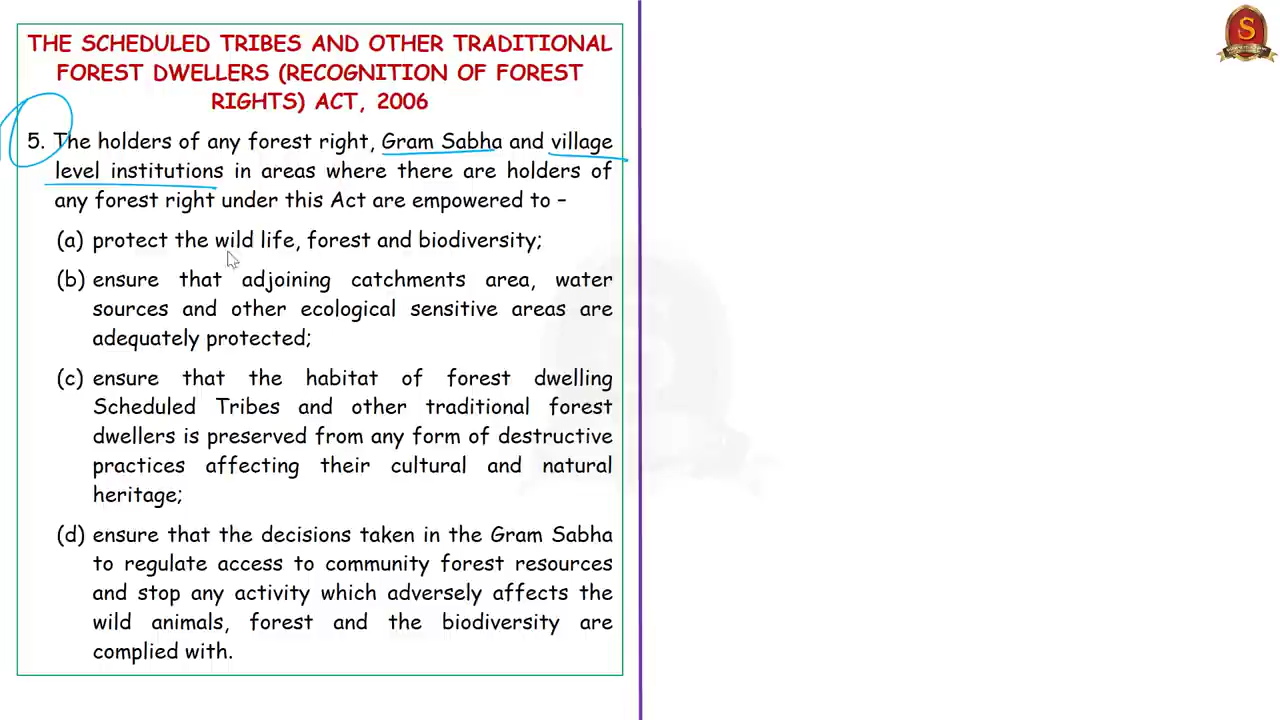 THE SCHEDULED TRIBES AND OTHER TRADITIONAL
FOREST DWELLERS (RECOGNITION OF FOREST
RIGHTS) ACT, 2006
5. The holders of any forest right, Gram Sabha and village
level institutions in areas where there are holders of
any forest right under this Act are empowered to –
(a) protect the wild life, forest and biodiversity;
(b) ensure that adjoining catchments area, water
sources and other ecological sensitive areas are
adequately protected;
(c) ensure that the habitat of forest dwelling
Scheduled Tribes and other traditional forest
dwellers is preserved from any form of destructive
practices affecting their cultural and natural
heritage;
(d) ensure that the decisions taken in the Gram Sabha
to regulate access to community forest resources
and stop any activity which adversely affects the
wild animals, forest and the biodiversity are
complied with.
S